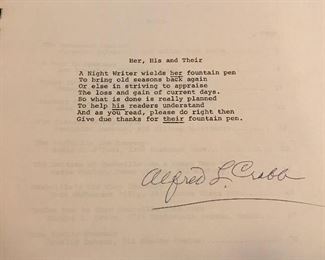 Her, His and Their
A Night Writer wields her fountain pen
To bring old seasons back again
Or else in striving to appraise
The loss and gain of current days.
So what is done is really planned
To help his readers understand
And as you read, please do right then
Give due thanks for their fountain pen.
Alfred L. Crabb